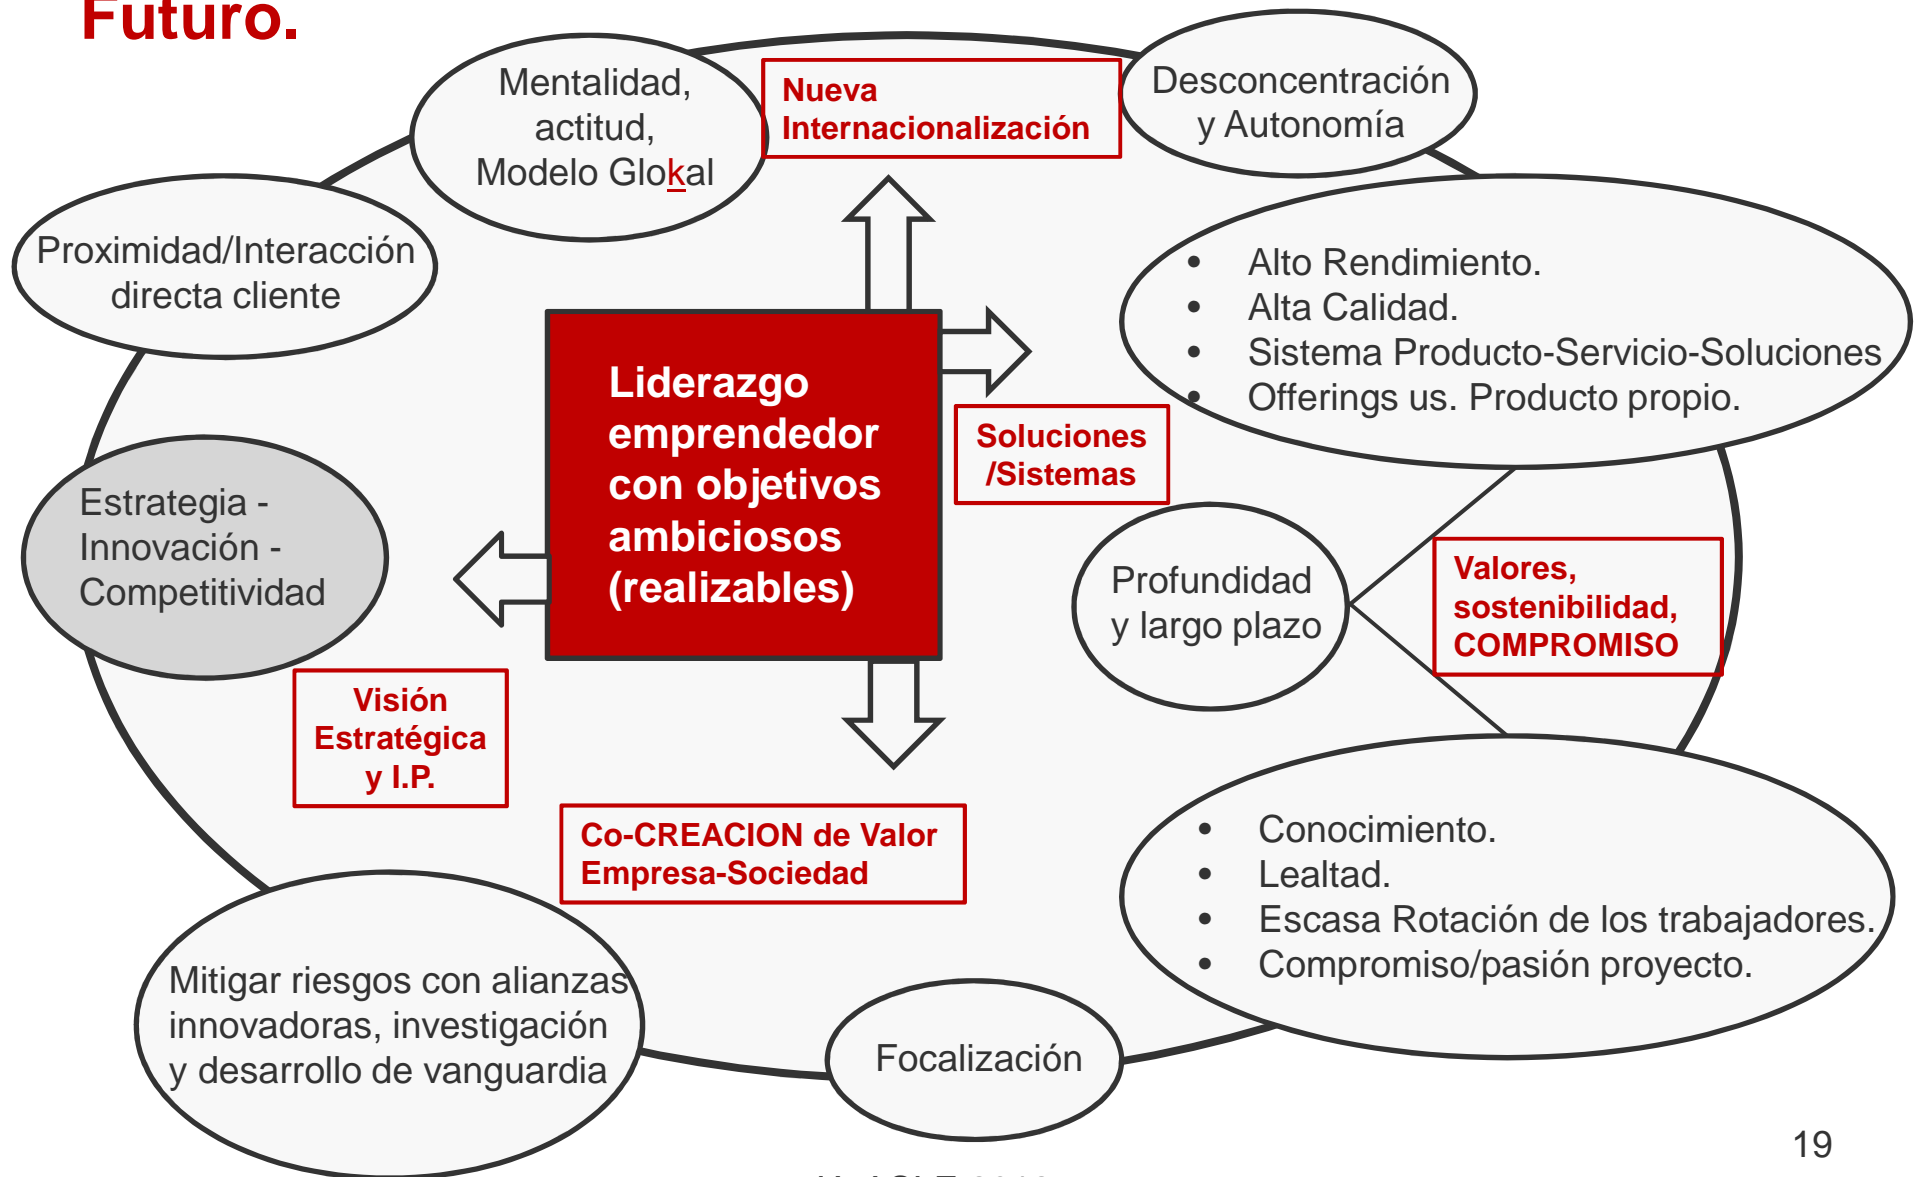 Futuro.
Mentalidad,
actitud,
Modelo Glokal
Nueva
Internacionalización
Desconcentración
y Autonomía
Proximidad/Interacción
directa cliente
• Alto Rendimiento.
• Alta Calidad.
• Sistema Producto-Servicio-Soluciones
• Offerings us. Producto propio.
Liderazgo
emprendedor
con objetivos
ambiciosos
(realizables)
Soluciones
/Sistemas
Estrategia -
Innovación -
Competitividad
Profundidad
y largo plazo
Valores,
sostenibilidad,
COMPROMISO
Visión
Estratégica
y I.P.
Co-CREACION de Valor
Empresa-Sociedad
• Conocimiento.
• Lealtad.
• Escasa Rotación de los trabajadores.
• Compromiso/pasión proyecto.
Mitigar riesgos con alianzas
innovadoras, investigación
y desarrollo de vanguardia
Focalización
19